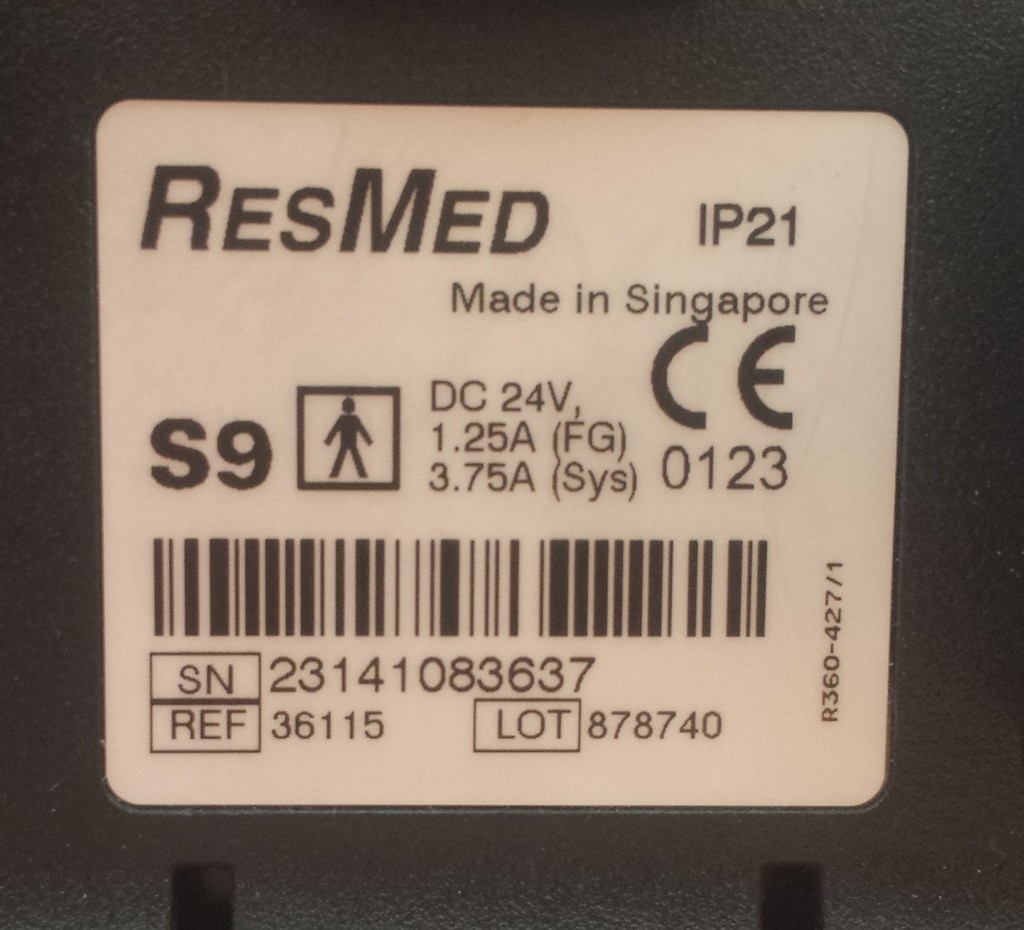 RESMED
IP21
Made in Singapore
CE
S9
DC 24V,
1.25A (FG)
3.75A (Sys)
0123
SN 23141083637
REF 36115 LOT 878740
R360-427/1